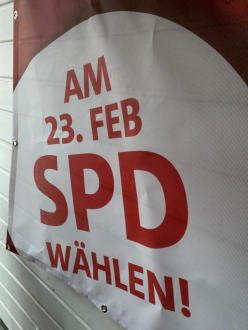 AM
23. FEB
SPD
WÄHLEN!